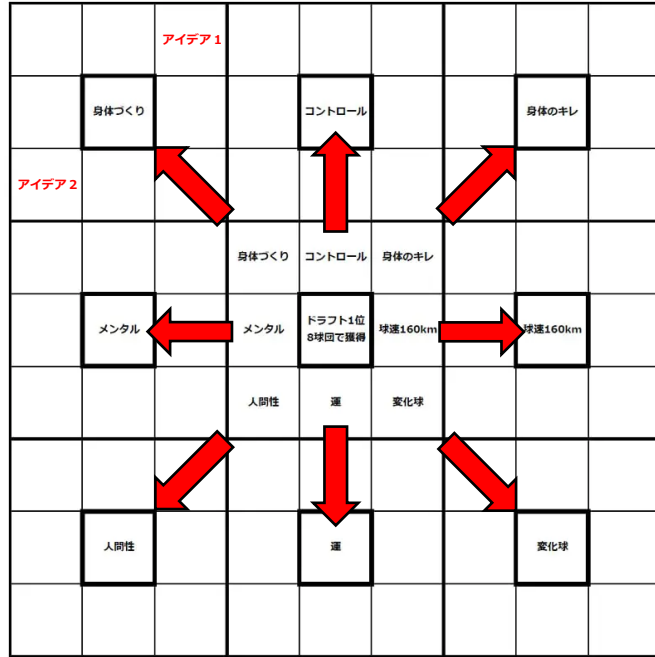 アイデア1
身体づくり
コントロール
身体のキレ
アイデア2
身体づくり
コントロール
身体のキレ
メンタル
メンタル
ドラフト1位
8球団で獲得
球速160km
球速160km
人間性
運
変化球
人間性
運
変化球